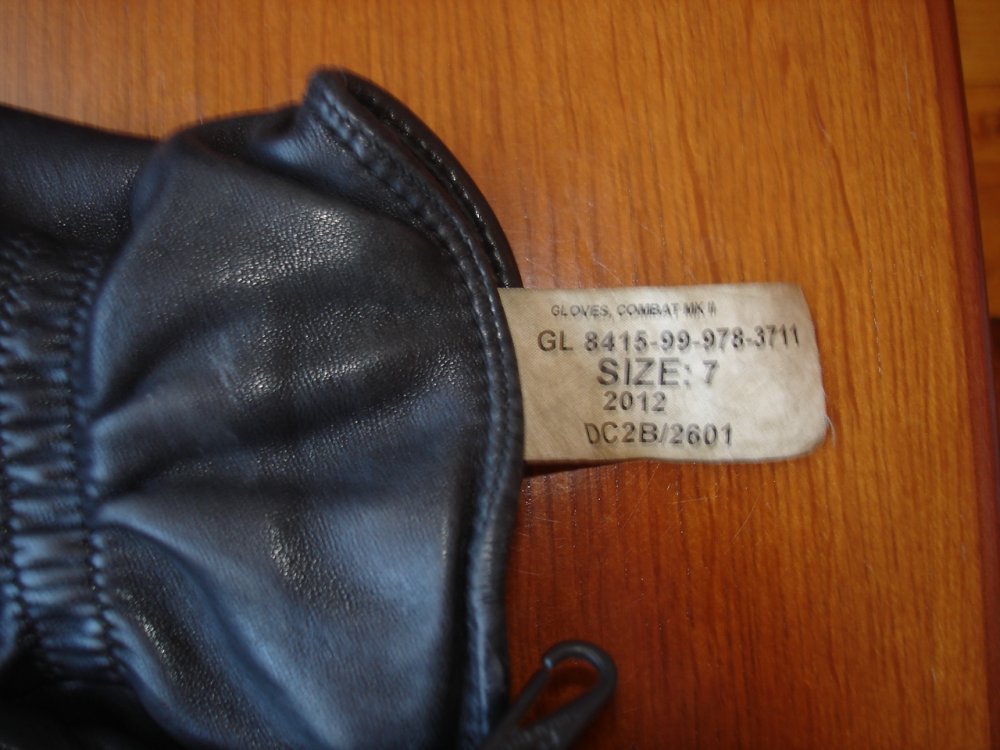 GLOVES, COMBAT MK II
GL 8415-99-978-3711
SIZE: 7
2012
DC2B/2601